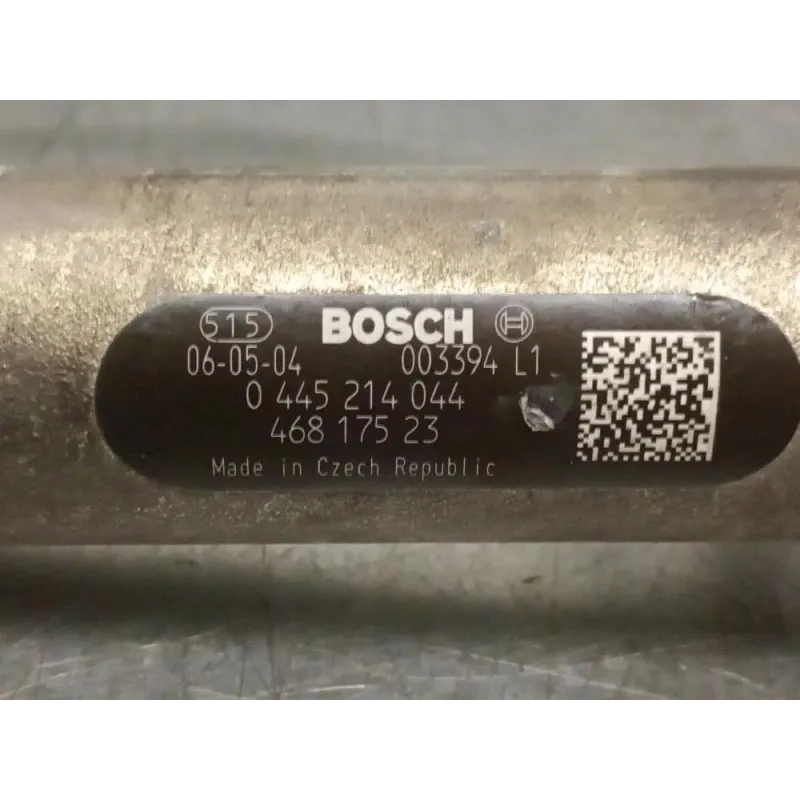 515 BOSCH H
06-05-04 003394 L1
0 445 214 044
468 175 23
Made in Czech Republic